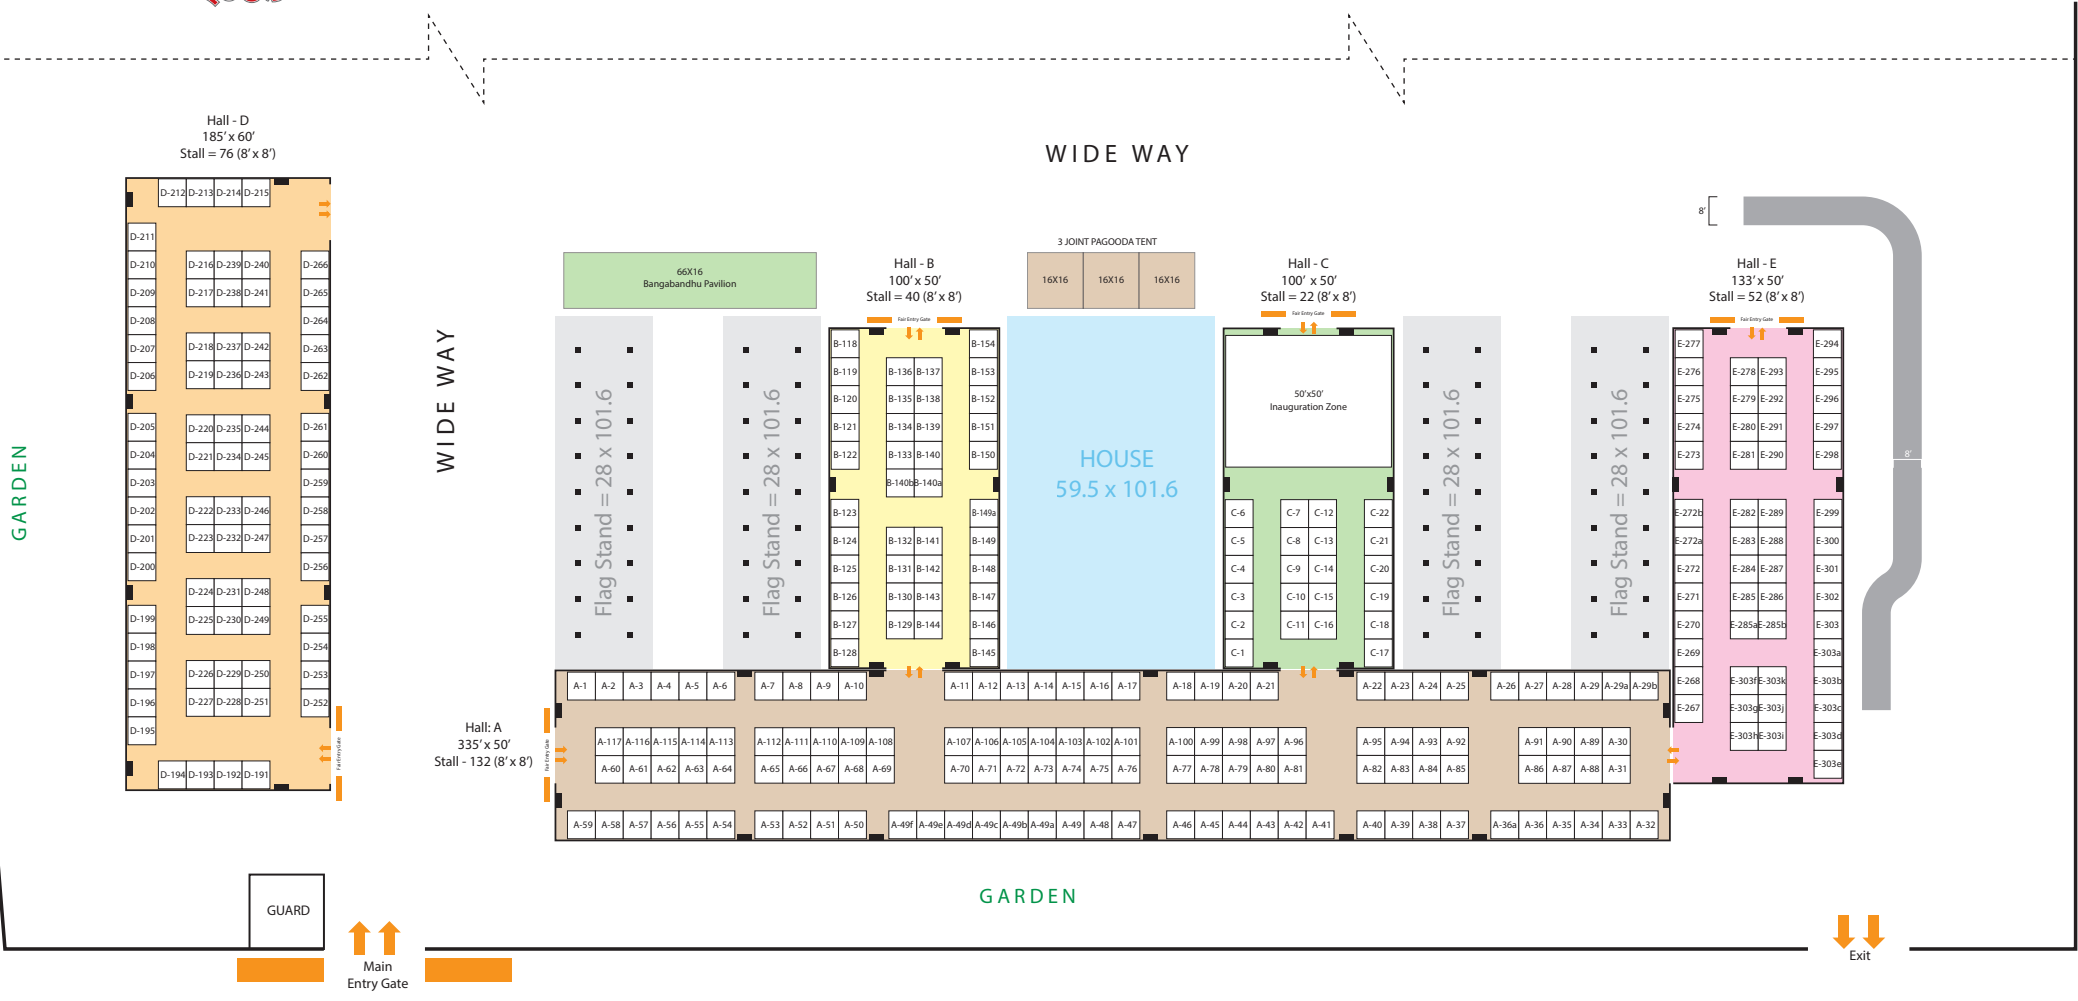 Hall - D
185' x 60'
Stall = 76 (8' x 8')
WIDE WAY
D-212 D-213 D-214 D-215
D-211
D-210 D-216 D-239 D-240 D-266
D-209 D-217 D-238 D-241 D-265
D-208 D-264
D-207 D-218 D-237 D-242 D-263
D-206 D-219 D-236 D-243 D-262
D-205 D-220 D-235 D-244 D-261
D-204 D-221 D-234 D-245 D-260
D-203 D-259
D-202 D-222 D-233 D-246 D-258
D-201 D-223 D-232 D-247 D-257
D-200 D-256
D-224 D-231 D-248
D-199 D-225 D-230 D-249 D-255
D-198 D-254
D-197 D-226 D-229 D-250 D-253
D-196 D-227 D-228 D-251 D-252
D-195
D-194 D-193 D-192 D-191
Fair Entry Gate
GARDEN
WIDE WAY
66X16
Bangabandhu Pavilion
Flag Stand = 28 x 101.6
Flag Stand = 28 x 101.6
Hall - B
100' x 50'
Stall = 40 (8' x 8')
Fair Entry Gate
B-118 B-154
B-119 B-136 B-137 B-153
B-120 B-135 B-138 B-152
B-121 B-134 B-139 B-151
B-122 B-133 B-140 B-150
B-140b B-140a
B-123 B-149a
B-124 B-132 B-141 B-149
B-125 B-131 B-142 B-148
B-126 B-130 B-143 B-147
B-127 B-129 B-144 B-146
B-128 B-145
3 JOINT PAGOODA TENT
16X16 16X16 16X16
HOUSE
59.5 x 101.6
Hall - C
100' x 50'
Stall = 22 (8' x 8')
Fair Entry Gate
50'x50'
Inauguration Zone
C-6 C-7 C-12 C-22
C-5 C-8 C-13 C-21
C-4 C-9 C-14 C-20
C-3 C-10 C-15 C-19
C-2 C-11 C-16 C-18
C-1 C-17
Flag Stand = 28 x 101.6
Flag Stand = 28 x 101.6
Hall - E
133' x 50'
Stall = 52 (8' x 8')
Fair Entry Gate
E-277 E-294
E-276 E-278 E-293 E-295
E-275 E-279 E-292 E-296
E-274 E-280 E-291 E-297
E-273 E-281 E-290 E-298
E-272b E-282 E-289 E-299
E-272a E-283 E-288 E-300
E-272 E-284 E-287 E-301
E-271 E-285 E-286 E-302
E-270 E-285a E-285b E-303
E-269 E-303a
E-268 E-303f E-303k E-303b
E-267 E-303g E-303j E-303c
E-303h E-303i E-303d
E-303e
8'
8'
Hall: A
335' x 50'
Stall - 132 (8' x 8')
Fair Entry Gate
A-1 A-2 A-3 A-4 A-5 A-6 A-7 A-8 A-9 A-10 A-11 A-12 A-13 A-14 A-15 A-16 A-17 A-18 A-19 A-20 A-21 A-22 A-23 A-24 A-25 A-26 A-27 A-28 A-29 A-29a A-29b
A-117 A-116 A-115 A-114 A-113 A-112 A-111 A-110 A-109 A-108 A-107 A-106 A-105 A-104 A-103 A-102 A-101 A-100 A-99 A-98 A-97 A-96 A-95 A-94 A-93 A-92 A-91 A-90 A-89 A-30
A-60 A-61 A-62 A-63 A-64 A-65 A-66 A-67 A-68 A-69 A-70 A-71 A-72 A-73 A-74 A-75 A-76 A-77 A-78 A-79 A-80 A-81 A-82 A-83 A-84 A-85 A-86 A-87 A-88 A-31
A-59 A-58 A-57 A-56 A-55 A-54 A-53 A-52 A-51 A-50 A-49f A-49e A-49d A-49c A-49b A-49a A-49 A-48 A-47 A-46 A-45 A-44 A-43 A-42 A-41 A-40 A-39 A-38 A-37 A-36a A-36 A-35 A-34 A-33 A-32
GARDEN
GUARD
Main
Entry Gate
Exit